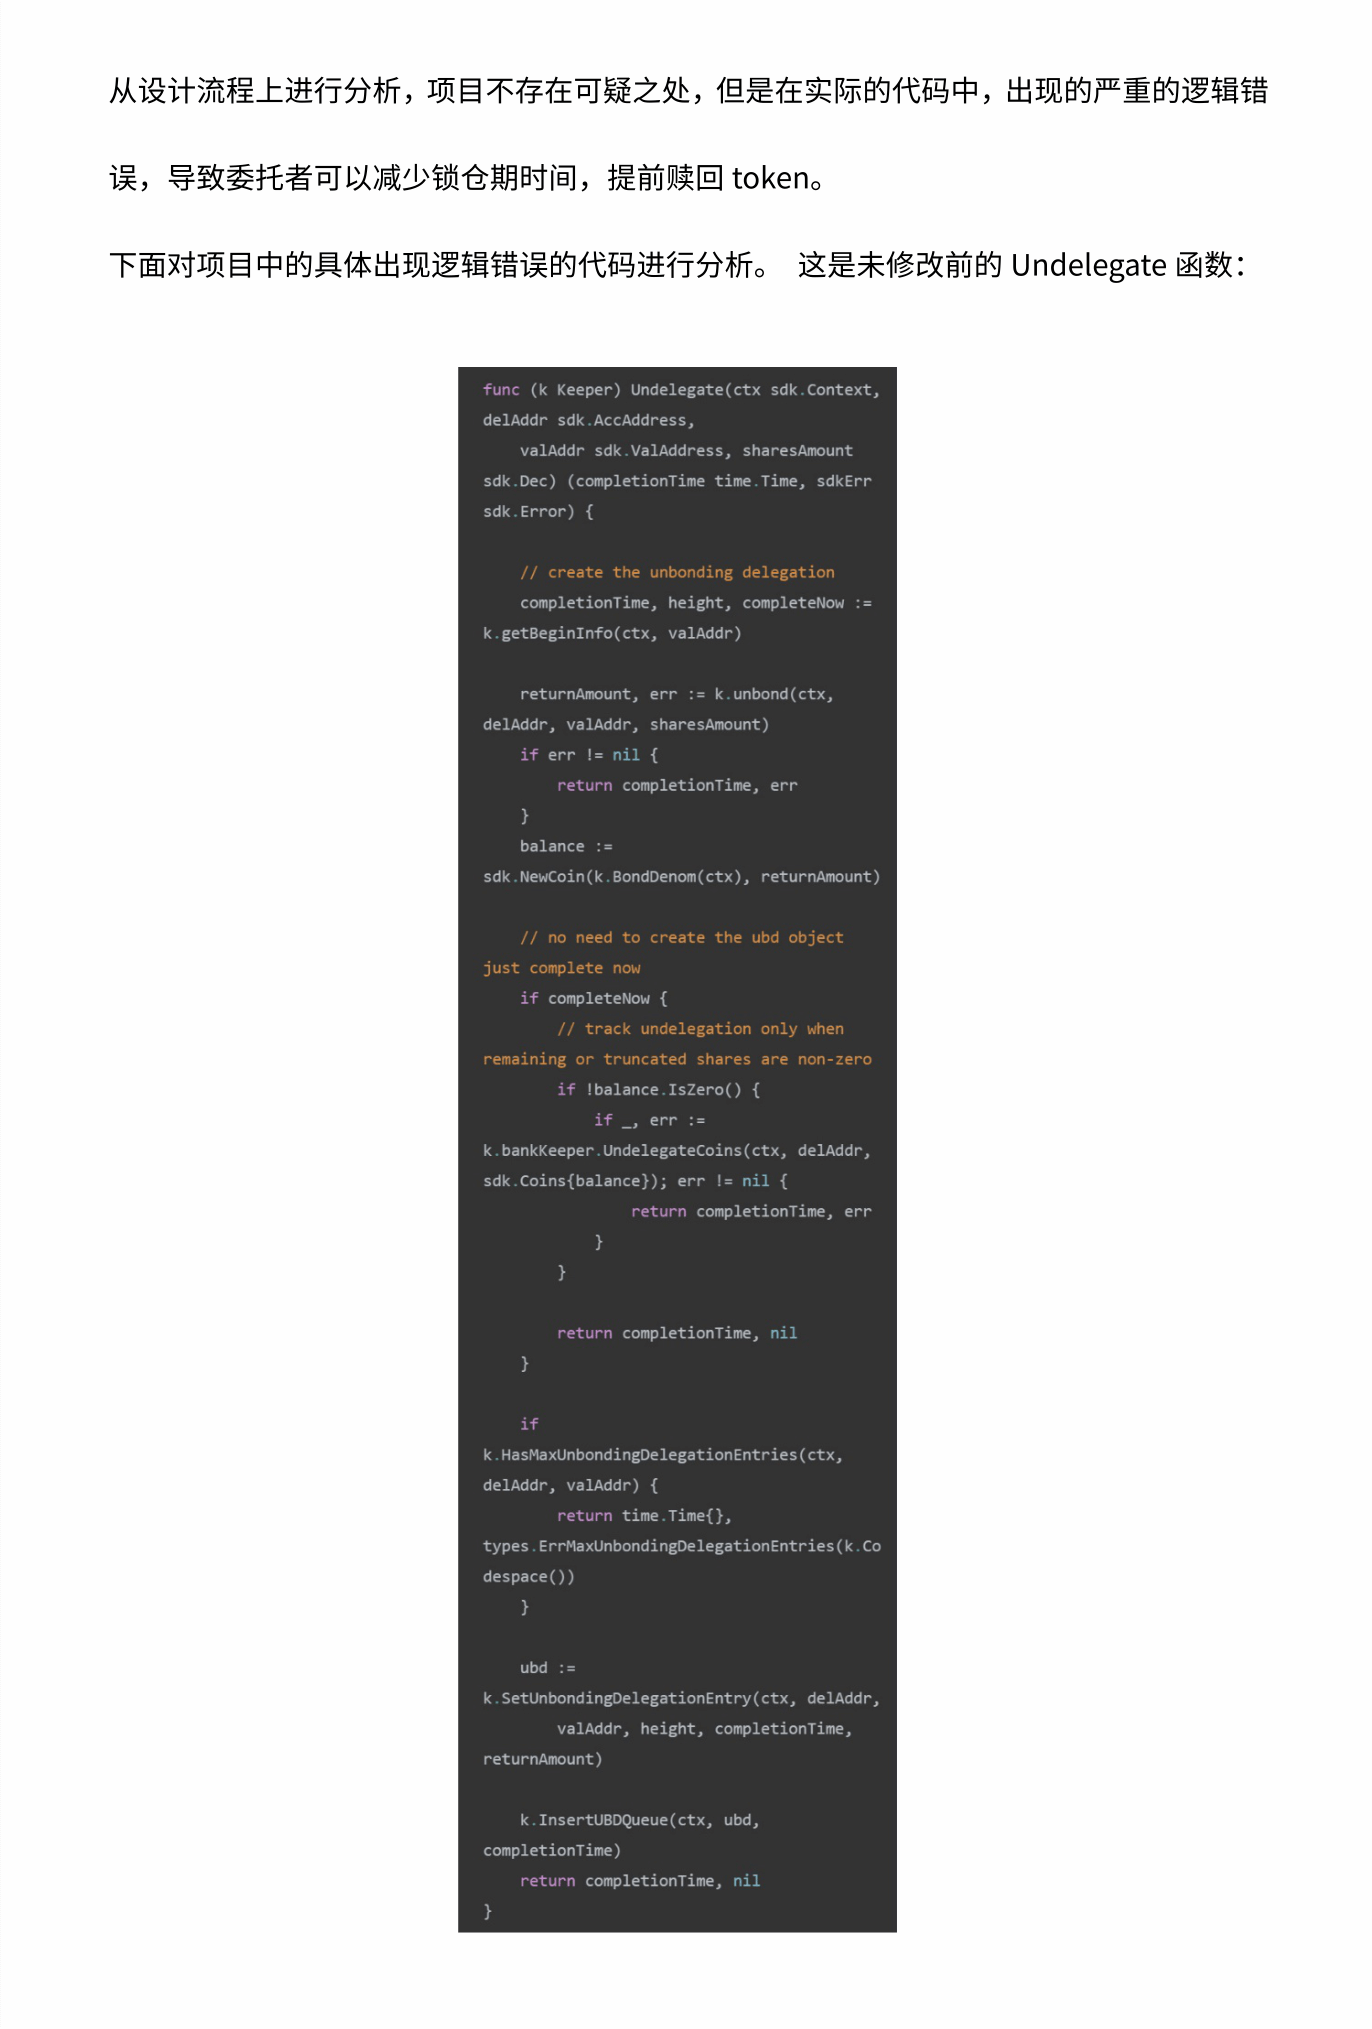 从设计流程上进行分析，项目不存在可疑之处，但是在实际的代码中，出现的严重的逻辑错
误，导致委托者可以减少锁仓期时间，提前赎回 token。
下面对项目中的具体出现逻辑错误的代码进行分析。 这是未修改前的 Undelegate 函数：
func (k Keeper) Undelegate(ctx sdk.Context,
delAddr sdk.AccAddress,
    valAddr sdk.ValAddress, sharesAmount
sdk.Dec) (completionTime time.Time, sdkErr
sdk.Error) {
    // create the unbonding delegation
    completionTime, height, completeNow :=
k.getBeginInfo(ctx, valAddr)
    returnAmount, err := k.unbond(ctx,
delAddr, valAddr, sharesAmount)
    if err != nil {
        return completionTime, err
    }
    balance :=
sdk.NewCoin(k.BondDenom(ctx), returnAmount)
    // no need to create the ubd object
just complete now
    if completeNow {
        // track undelegation only when
remaining or truncated shares are non-zero
        if !balance.IsZero() {
            if _, err :=
k.bankKeeper.UndelegateCoins(ctx, delAddr,
sdk.Coins{balance}); err != nil {
                return completionTime, err
            }
        }
        return completionTime, nil
    }
    if
k.HasMaxUnbondingDelegationEntries(ctx,
delAddr, valAddr) {
        return time.Time{},
types.ErrMaxUnbondingDelegationEntries(k.Co
despace())
    }
    ubd :=
k.SetUnbondingDelegationEntry(ctx, delAddr,
        valAddr, height, completionTime,
returnAmount)
    k.InsertUBDQueue(ctx, ubd,
completionTime)
    return completionTime, nil
}